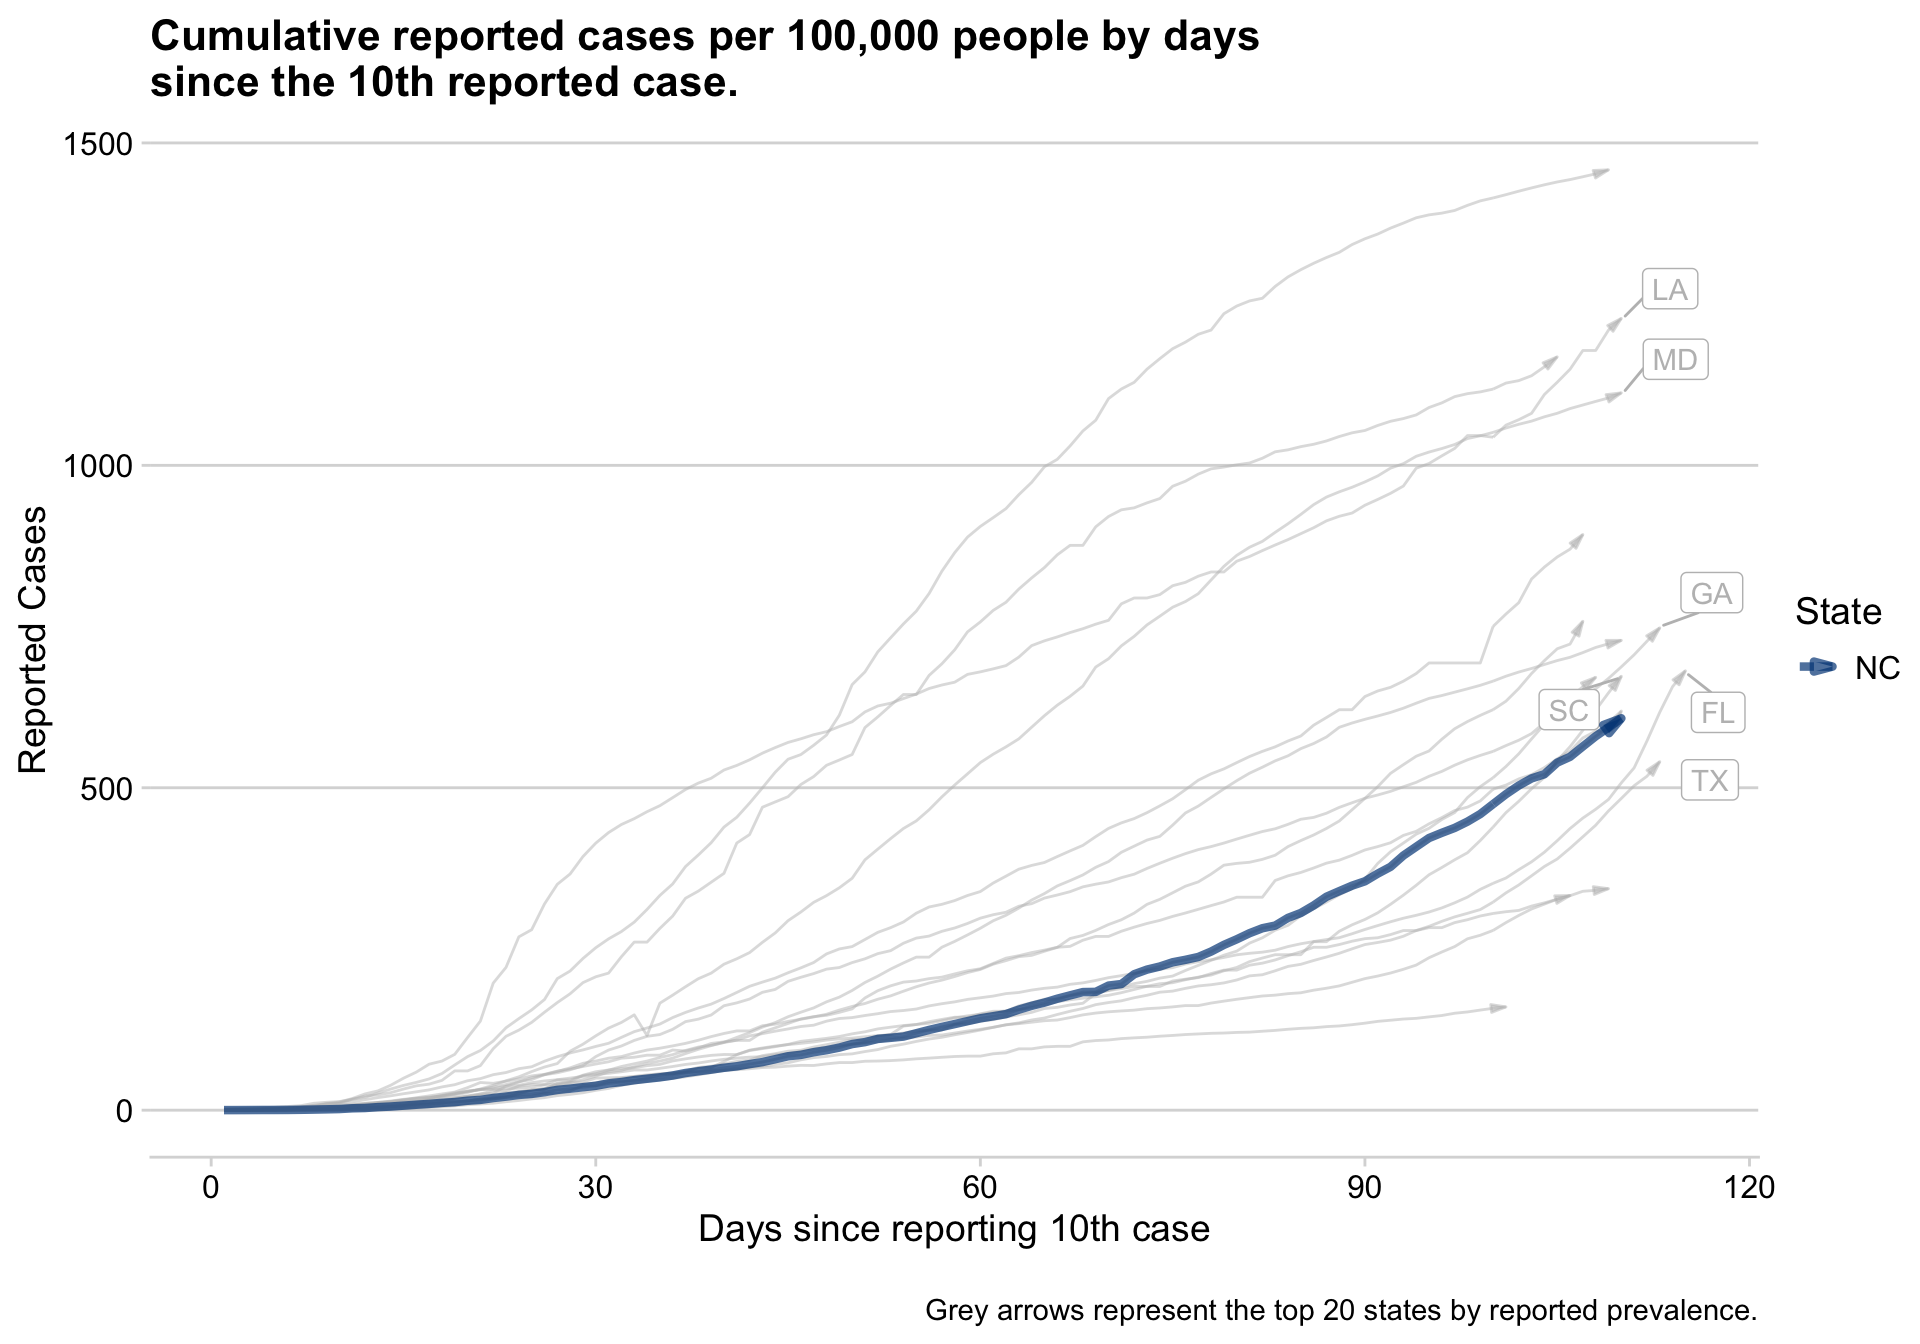 Cumulative reported cases per 100,000 people by days
since the 10th reported case.
1500
1000
500
0
Reported Cases
LA
MD
GA
SC
FL
TX
State
NC
0
30
60
90
120
Days since reporting 10th case
Grey arrows represent the top 20 states by reported prevalence.